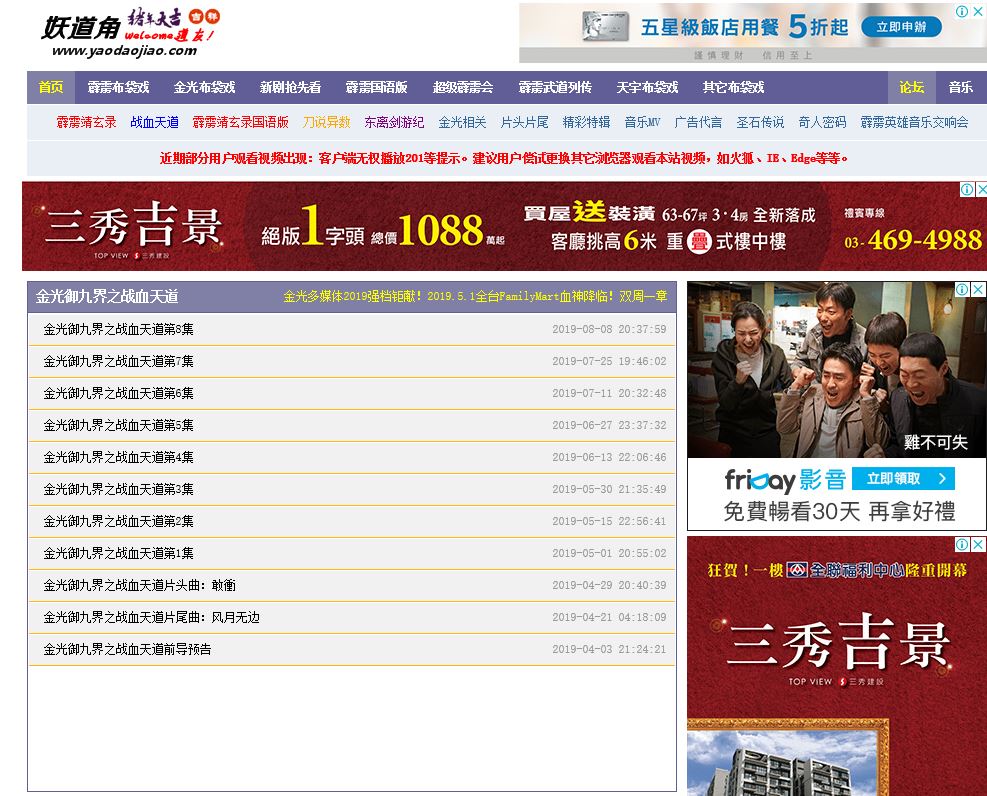 妖道角 猪年大吉 吉祥
welcome 道友!
www.yaodaojiao.com
五星級飯店用餐 5折起 立即申辦
謹慎理財 信用至上
首页 霹雳布袋戏 金光布袋戏 新剧抢先看 霹雳国语版 超级霹雳会 霹雳武道列传 天宇布袋戏 其它布袋戏 论坛 音乐
霹雳靖玄录 战血天道 霹雳靖玄录国语版 刀说异数 东离剑游纪 金光相关 片头片尾 精彩特辑 音乐MV 广告代言 圣石传说 奇人密码 霹雳英雄音乐交响会
近期部分用户观看视频出现:客户端无权播放201等提示。建议用户尝试更换其它浏览器观看本站视频,如火狐、IE、Edge等等。
三秀吉景
TOP VIEW 三秀建設
絕版1字頭 總價1088萬起
買屋送裝潢 63-67坪 3·4房 全新落成
客廳挑高6米 重疊式樓中樓
禮賓專線
03-469-4988
金光御九界之战血天道 金光多媒体2019强档钜献!2019.5.1全台FamilyMart血神降临!双周一章
金光御九界之战血天道第8集 2019-08-08 20:37:59
金光御九界之战血天道第7集 2019-07-25 19:46:02
金光御九界之战血天道第6集 2019-07-11 20:32:48
金光御九界之战血天道第5集 2019-06-27 23:37:32
金光御九界之战血天道第4集 2019-06-13 22:06:46
金光御九界之战血天道第3集 2019-05-30 21:35:49
金光御九界之战血天道第2集 2019-05-15 22:56:41
金光御九界之战血天道第1集 2019-05-01 20:55:02
金光御九界之战血天道片头曲:敢衝 2019-04-29 20:40:39
金光御九界之战血天道片尾曲:风月无边 2019-04-21 04:18:09
金光御九界之战血天道前导预告 2019-04-03 21:24:21
雞不可失
friDay影音 立即領取
免費暢看30天 再拿好禮
狂賀!一樓 全聯福利中心隆重開幕
三秀吉景
TOP VIEW 三秀建設